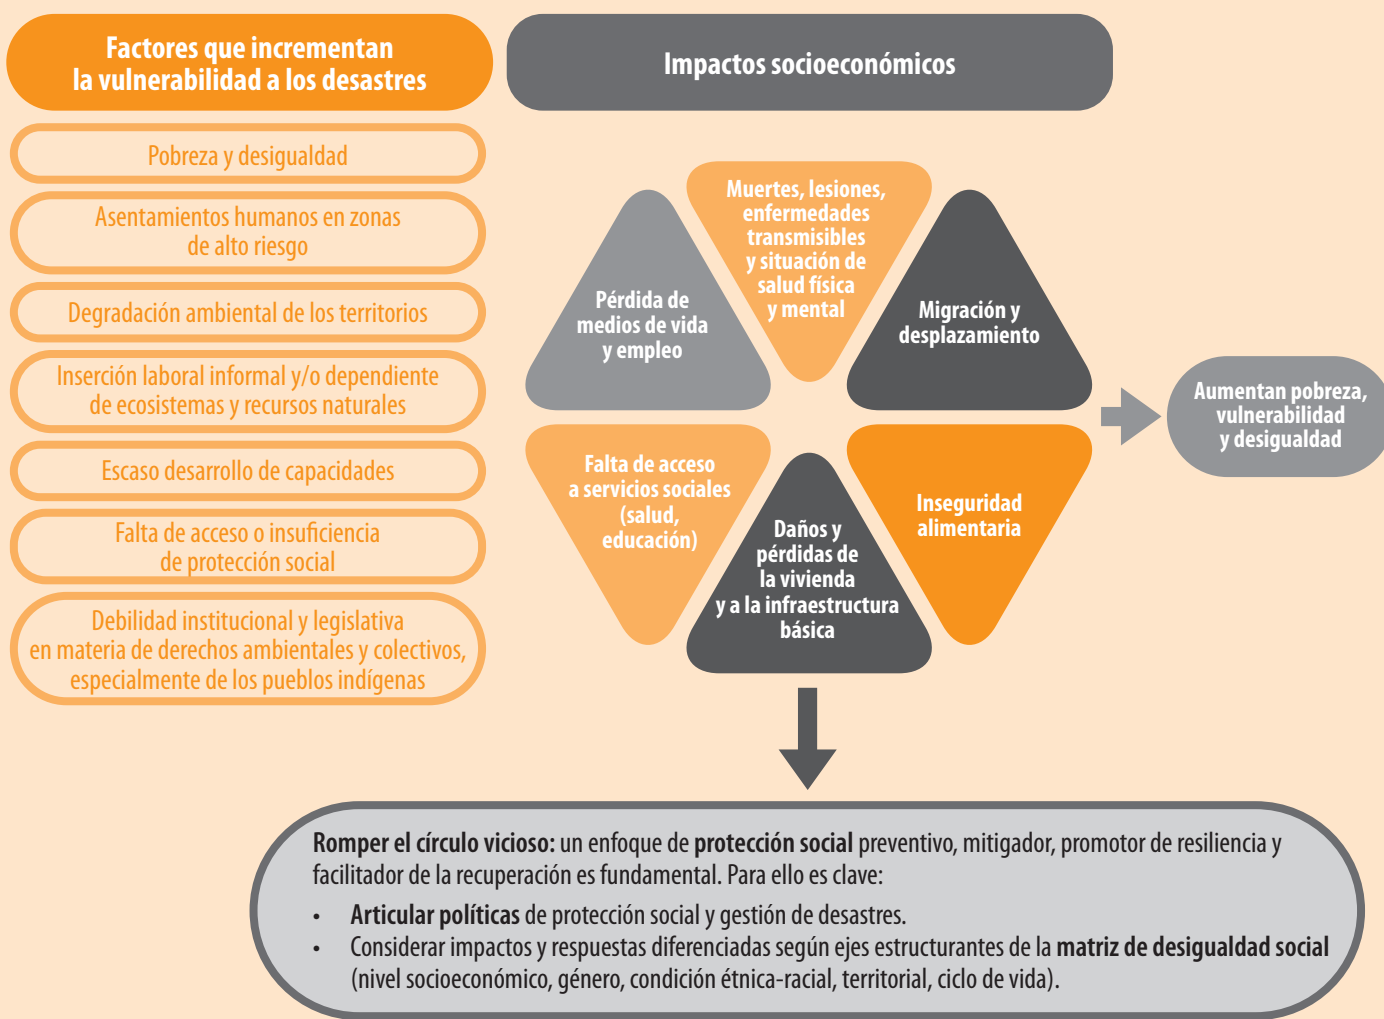 Factores que incrementan
la vulnerabilidad a los desastres
Pobreza y desigualdad
Asentamientos humanos en zonas
de alto riesgo
Degradación ambiental de los territorios
Inserción laboral informal y/o dependiente
de ecosistemas y recursos naturales
Escaso desarrollo de capacidades
Falta de acceso o insuficiencia
de protección social
Debilidad institucional y legislativa
en materia de derechos ambientales y colectivos,
especialmente de los pueblos indígenas
Impactos socioeconómicos
Pérdida de
medios de vida
y empleo
Muertes, lesiones,
enfermedades
transmisibles
y situación de
salud física
y mental
Migración y
desplazamiento
Falta de acceso
a servicios sociales
(salud,
educación)
Daños y
pérdidas de
la vivienda
y a la infraestructura
básica
Inseguridad
alimentaria
Aumentan pobreza,
vulnerabilidad
y desigualdad
Romper el círculo vicioso: un enfoque de protección social preventivo, mitigador, promotor de resiliencia y
facilitador de la recuperación es fundamental. Para ello es clave:
• Articular políticas de protección social y gestión de desastres.
• Considerar impactos y respuestas diferenciadas según ejes estructurantes de la matriz de desigualdad social
(nivel socioeconómico, género, condición étnica-racial, territorial, ciclo de vida).